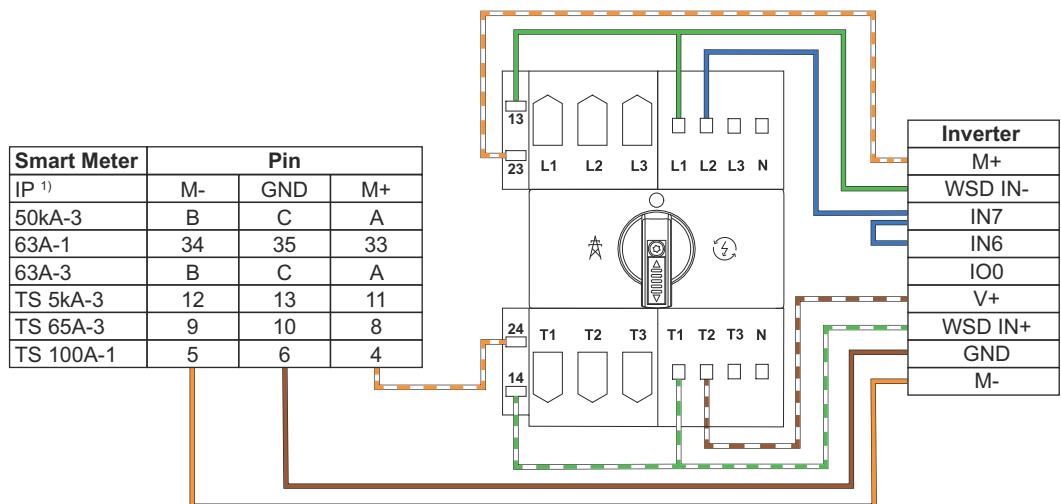 Smart Meter Pin
IP 1) M- GND M+
50kA-3 B C A
63A-1 34 35 33
63A-3 B C A
TS 5kA-3 12 13 11
TS 65A-3 9 10 8
TS 100A-1 5 6 4
13
23 L1 L2 L3 L1 L2 L3 N
24 T1 T2 T3 T1 T2 T3 N
14
Inverter
M+
WSD IN-
IN7
IN6
IO0
V+
WSD IN+
GND
M-